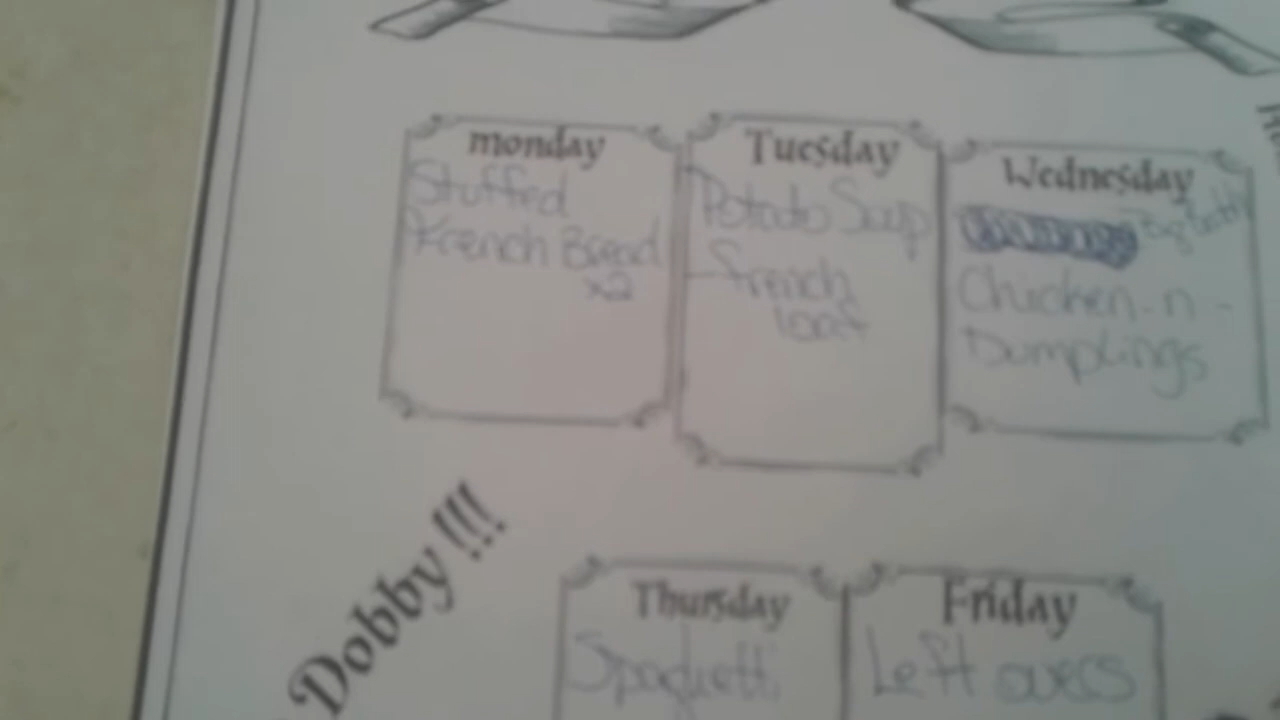 monday
Stuffed
French Bread
x2
Tuesday
Potato Soup
-french
loaf
Wednesday
Chicken-n-
Dumplings
Dobby !!!
Thursday
Spaghetti
Friday
Left overs